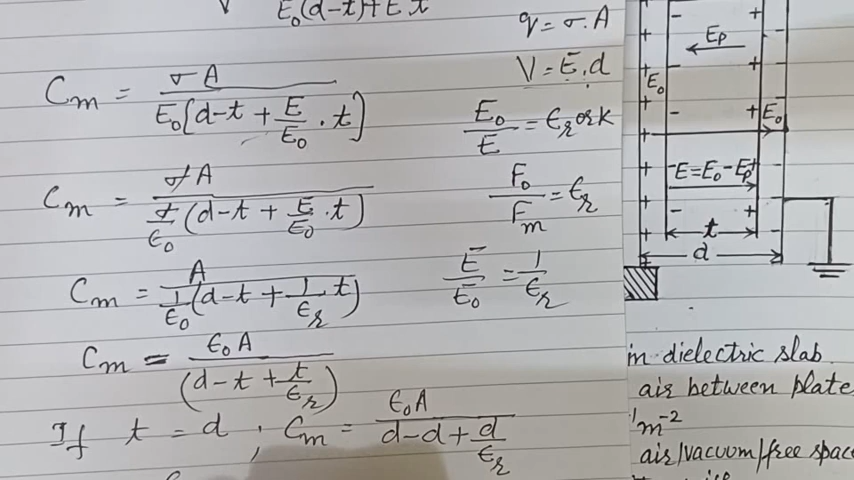 E₀(d-t)+E t
q = σ.A
V = E.d
Cm = σA / E₀[d-t + E/E₀ . t]
E₀/E = ϵr or K
Cm = σA / σ/ϵ₀ (d-t + E/E₀ . t)
F₀/Fm = ϵr
Cm = A / 1/ϵ₀ (d-t + 1/ϵr t)
E/E₀ = 1/ϵr
Cm = ϵ₀A / (d-t + t/ϵr)
If t = d , Cm = ϵ₀A / d-d+ d/ϵr
+ - + -
Ep
E₀
E₀
E = E₀ - Ep
t
d
in dielectric slab
air between plate
m⁻²
air/vacuum/free space